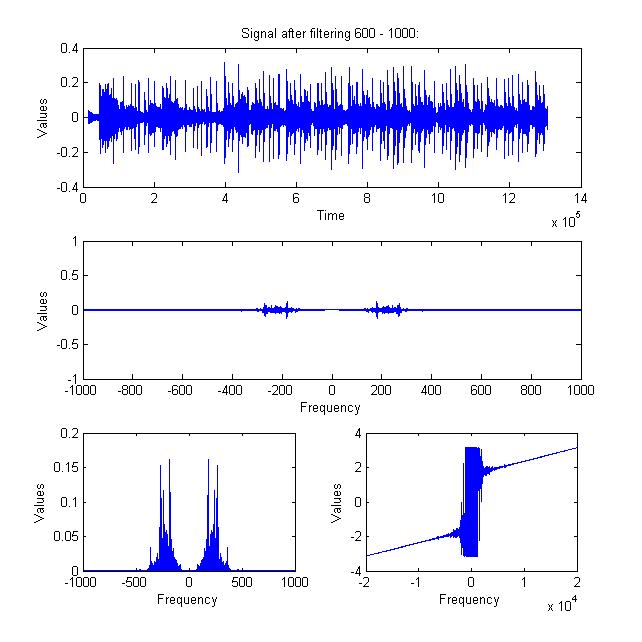 Signal after filtering 600 - 1000:
0.4
0.2
0
-0.2
-0.4
Values
0 2 4 6 8 10 12 14
Time
x 10^5
1
0.5
0
-0.5
-1
Values
-1000 -800 -600 -400 -200 0 200 400 600 800 1000
Frequency
0.2
0.15
0.1
0.05
0
Values
-1000 -500 0 500 1000
Frequency
4
2
0
-2
-4
Values
-2 -1 0 1 2
Frequency
x 10^4